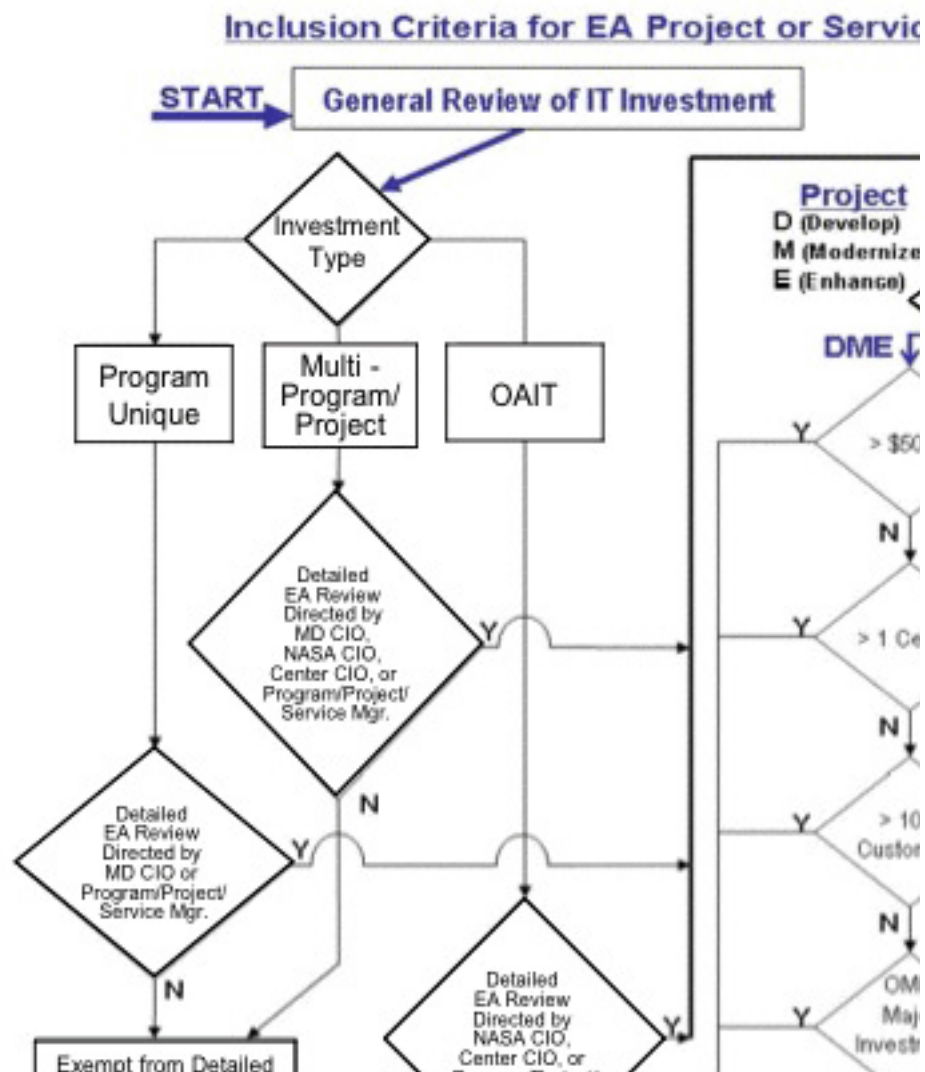 Inclusion Criteria for EA Project or Servic
START
General Review of IT Investment
Investment
Type
Program
Unique
Multi -
Program/
Project
OAIT
Detailed
EA Review
Directed by
MD CIO,
NASA CIO,
Center CIO, or
Program/Project/
Service Mgr.
Y
N
Detailed
EA Review
Directed by
MD CIO or
Program/Project/
Service Mgr.
Y
N
Exempt from Detailed
Detailed
EA Review
Directed by
NASA CIO,
Center CIO, or
Y
Project
D (Develop)
M (Modernize
E (Enhance)
DME
Y
> $50
N
Y
> 1 Ce
N
Y
> 10
Custor
N
Y
OM
Maj
Invest